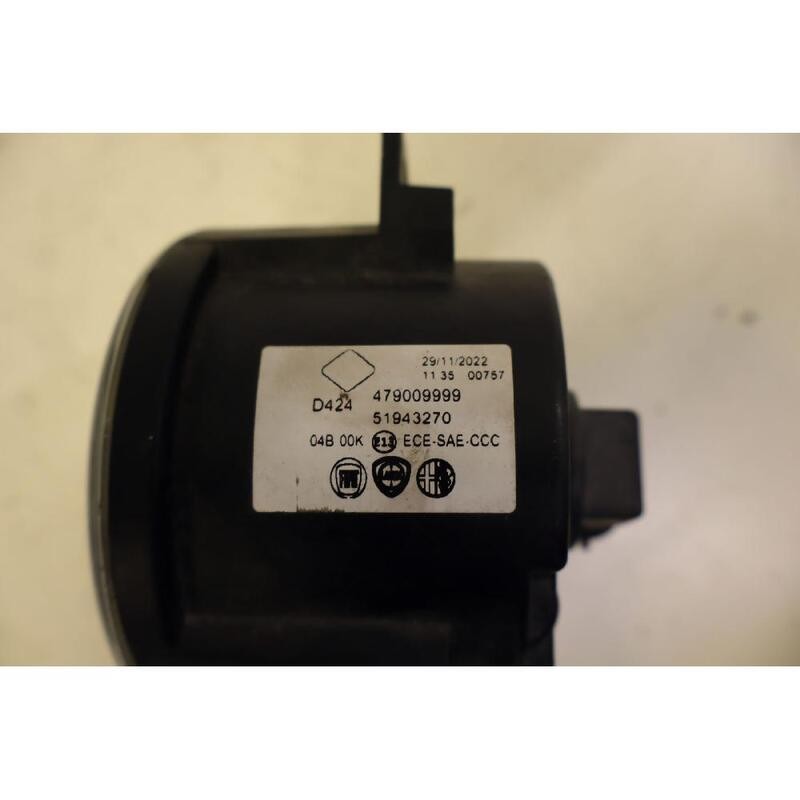 29/11/2022
11 35 00757
D424 479009999
51943270
04B 00K E13 ECE-SAE-CCC